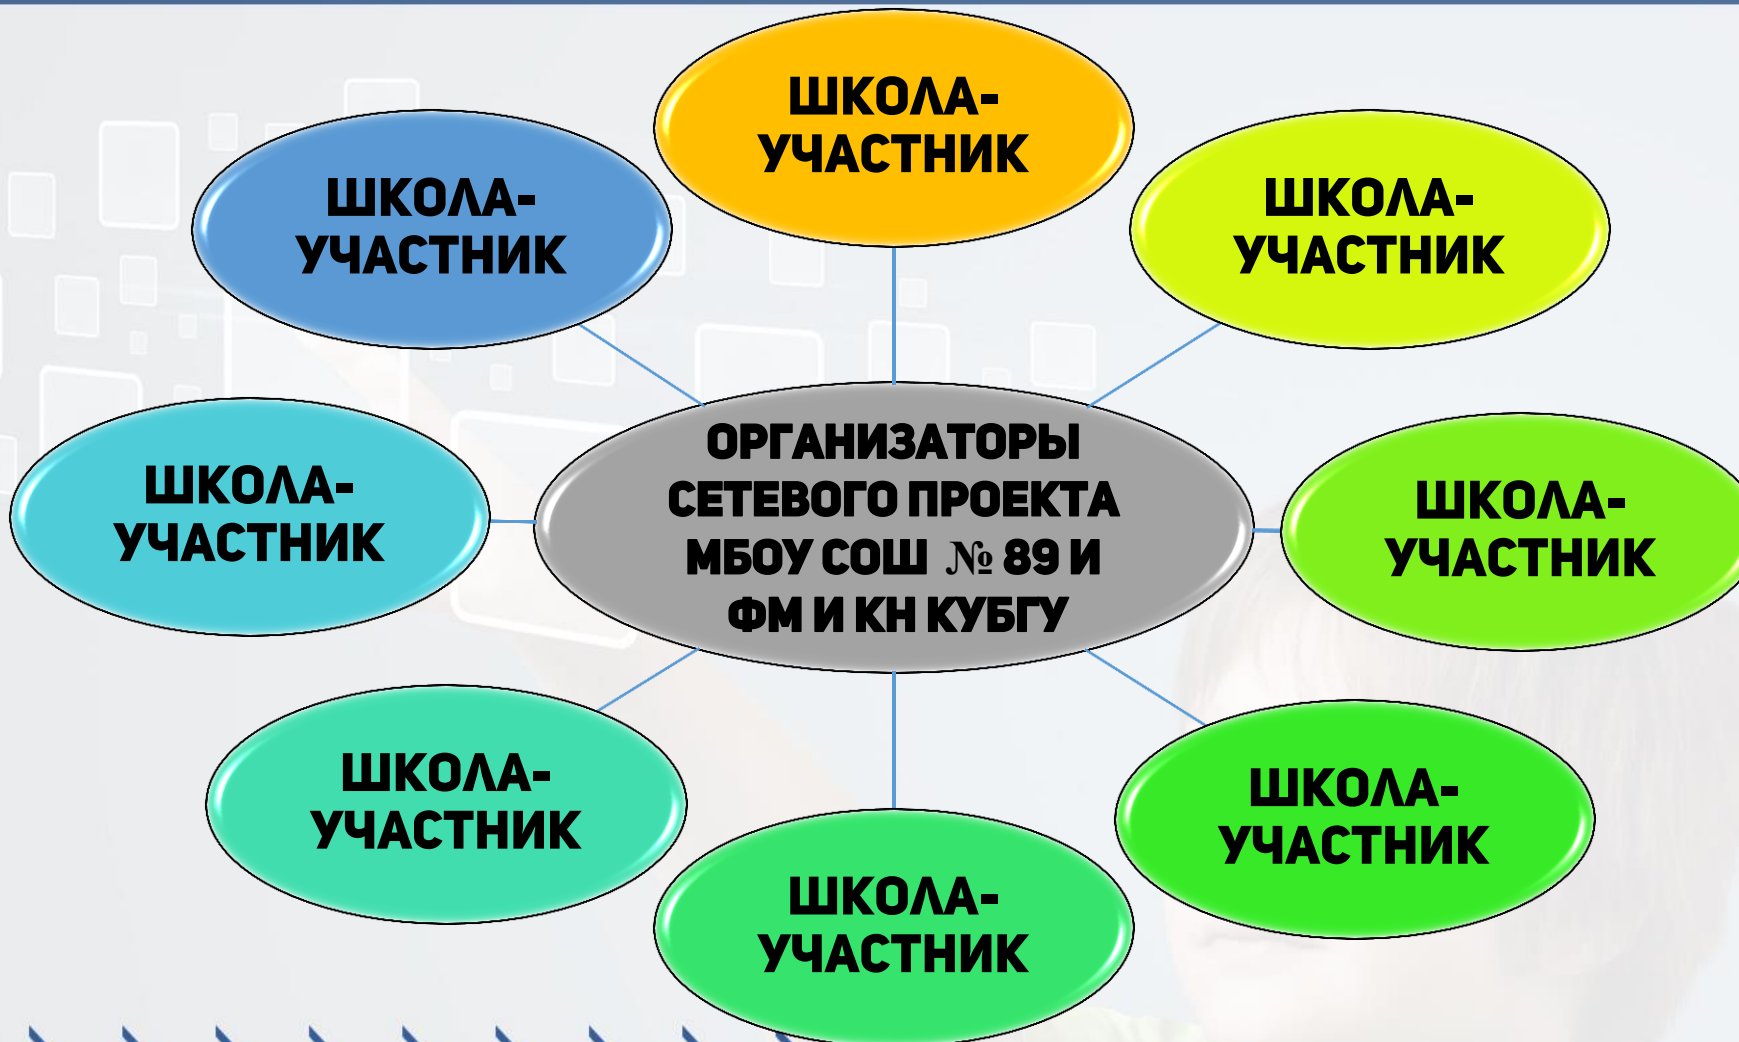 ШКОЛА-
УЧАСТНИК
ШКОЛА-
УЧАСТНИК
ШКОЛА-
УЧАСТНИК
ШКОЛА-
УЧАСТНИК
ОРГАНИЗАТОРЫ
СЕТЕВОГО ПРОЕКТА
МБОУ СОШ № 89 И
ФМ И КН КУБГУ
ШКОЛА-
УЧАСТНИК
ШКОЛА-
УЧАСТНИК
ШКОЛА-
УЧАСТНИК
ШКОЛА-
УЧАСТНИК